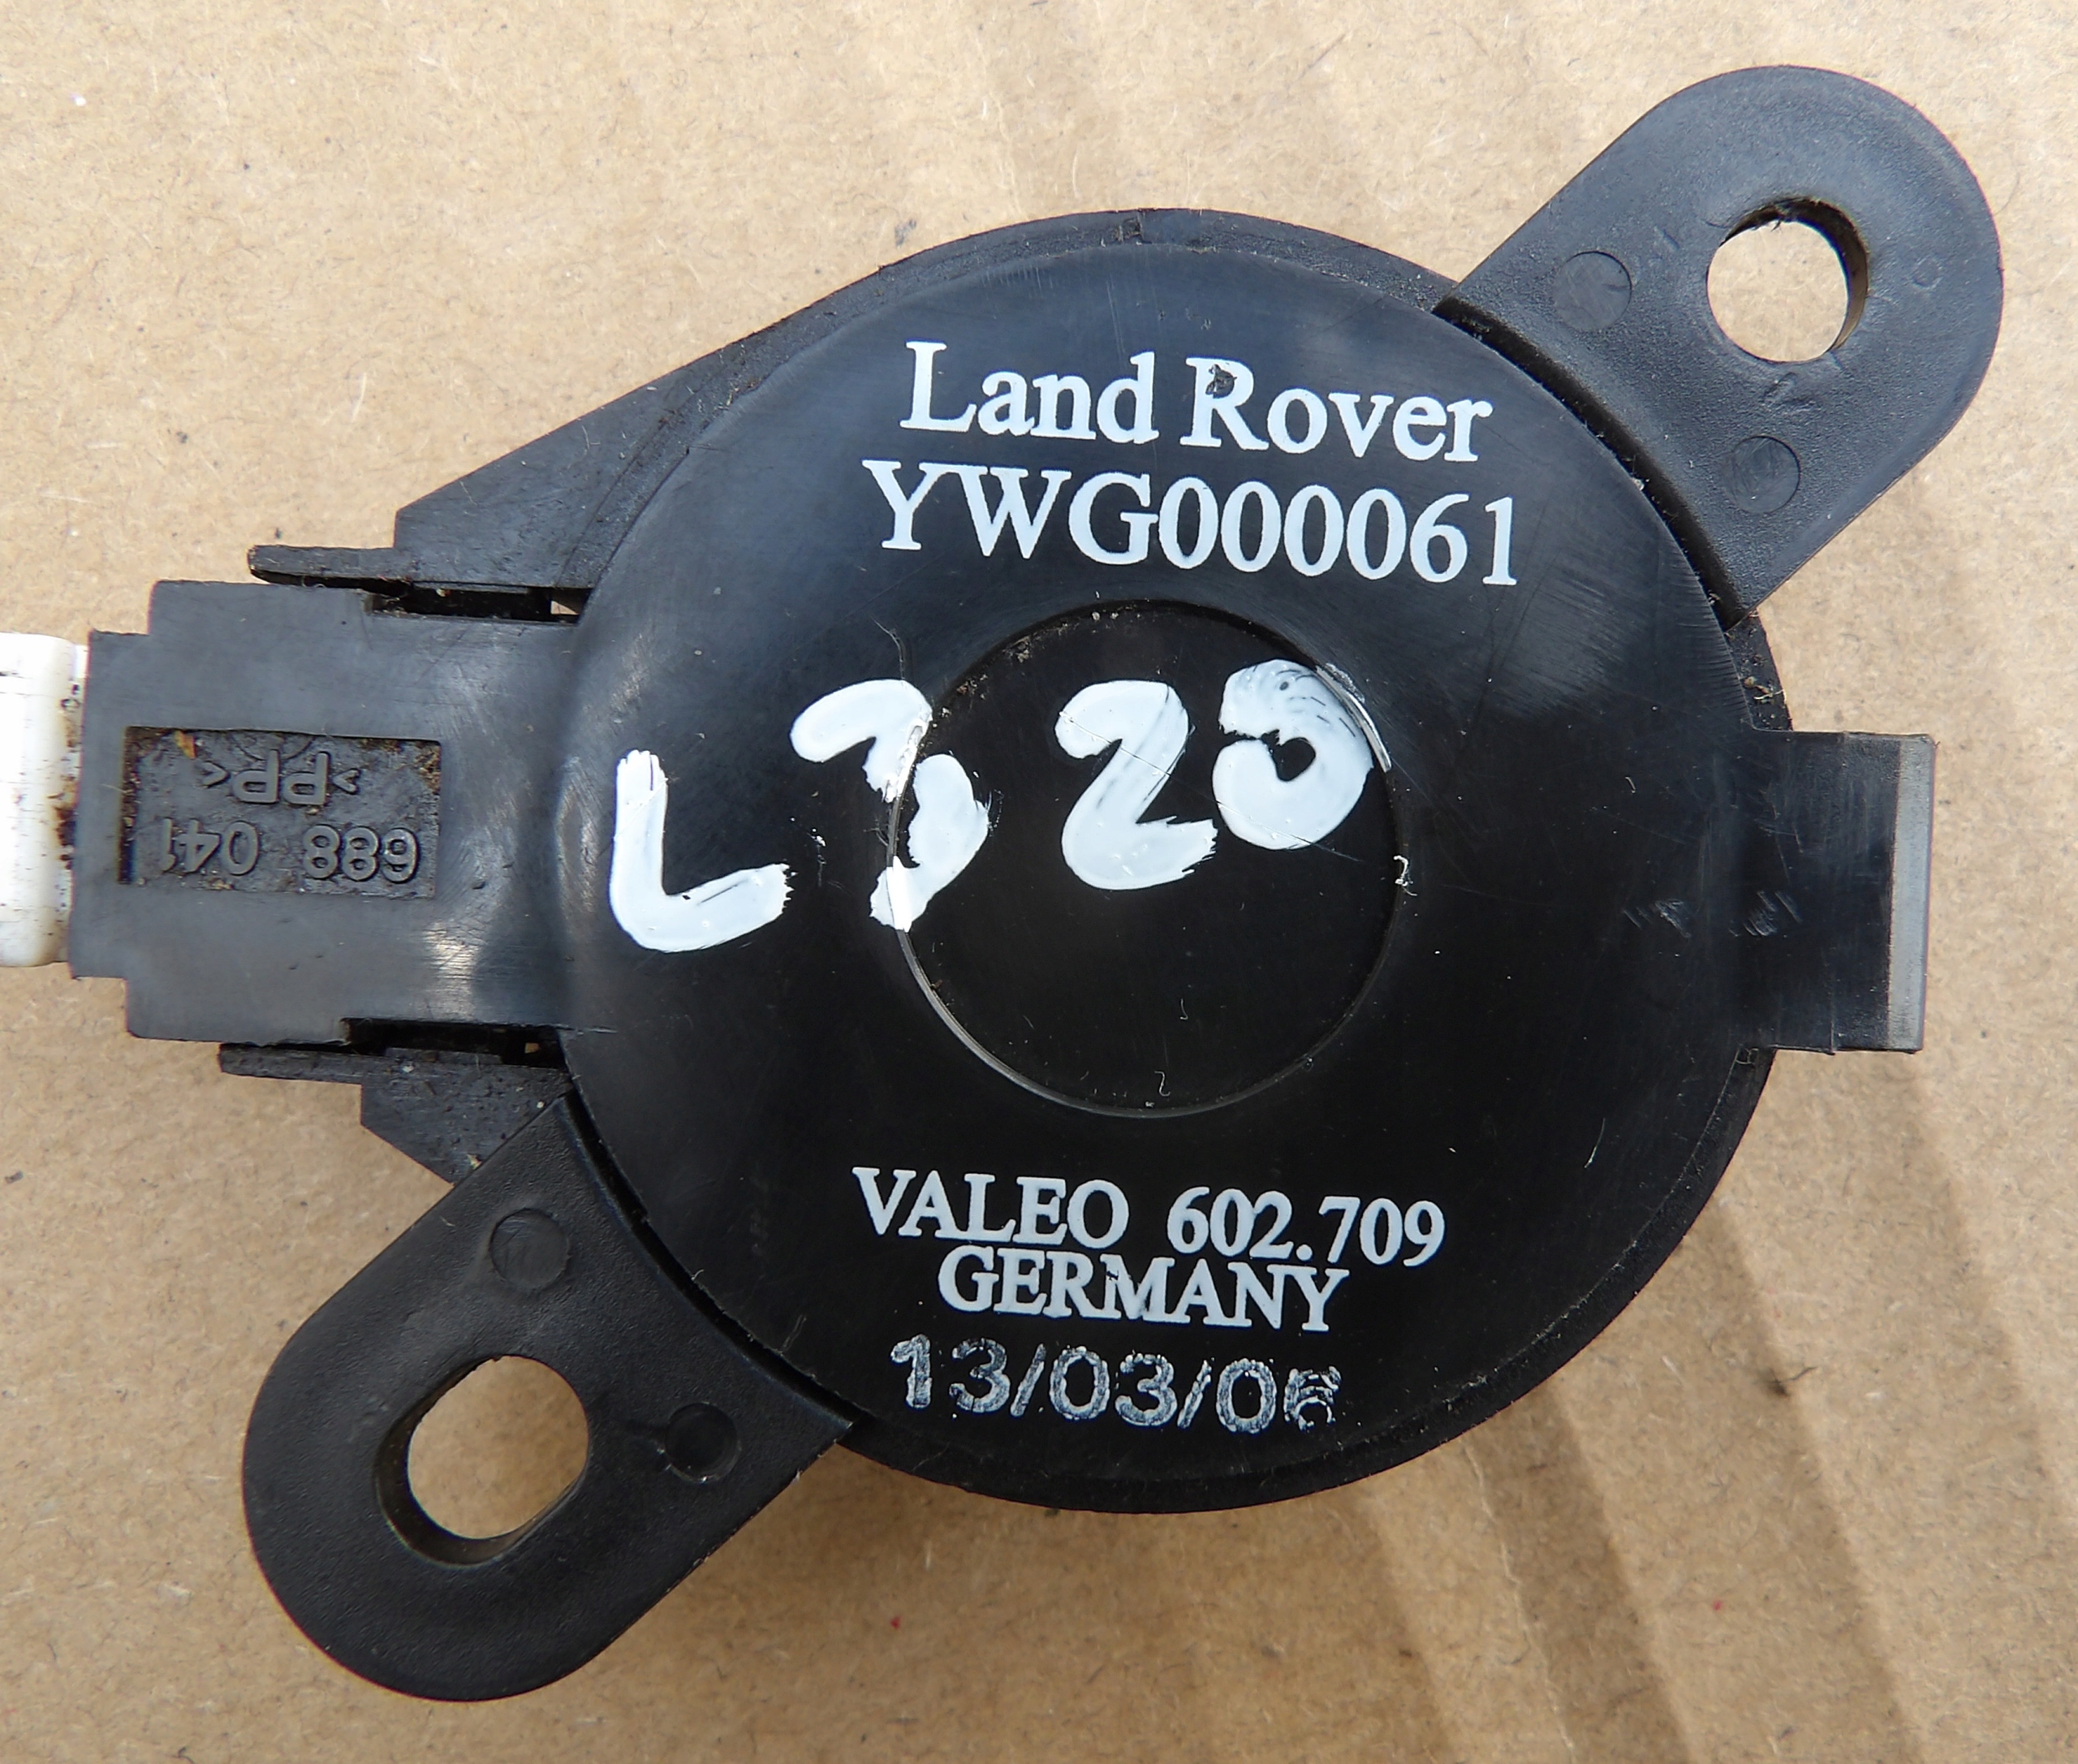 Land Rover
YWG000061
L320
>PP<
688 041
VALEO 602.709
GERMANY
13/03/06